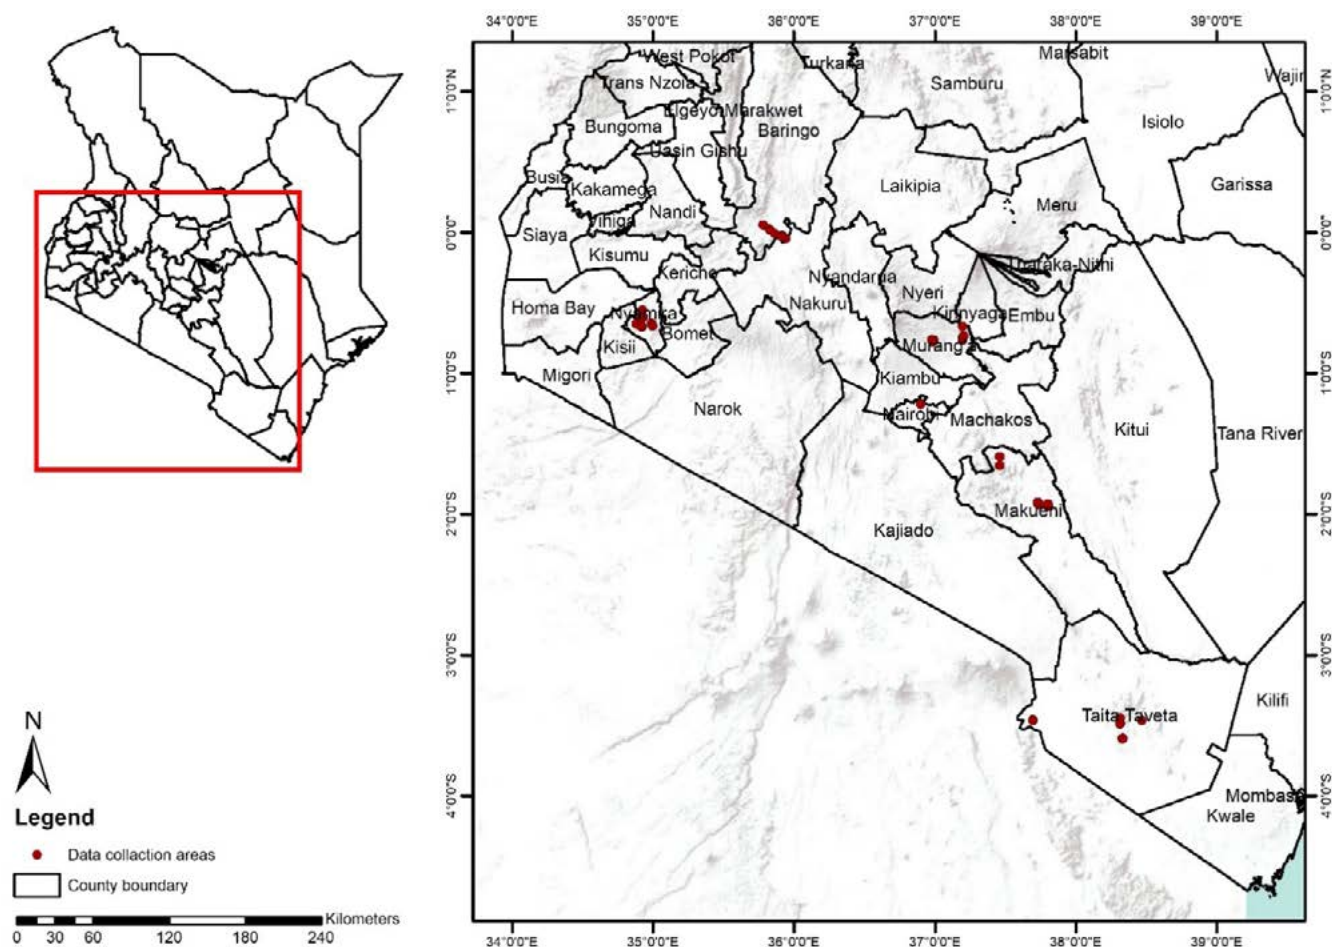 34°0'0"E 35°0'0"E 36°0'0"E 37°0'0"E 38°0'0"E 39°0'0"E
1°0'0"N 1°0'0"N
0°0'0" 0°0'0"
1°0'0"S 1°0'0"S
2°0'0"S 2°0'0"S
3°0'0"S 3°0'0"S
4°0'0"S 4°0'0"S
West Pokot
Turkana
Marsabit
Trans Nzoia
Samburu
Wajir
Elgeyo Marakwet
Bungoma
Baringo
Isiolo
Uasin Gishu
Busia
Kakamega
Laikipia
Garissa
Nandi
Meru
Vihiga
Siaya
Kisumu
Kericho
Nyandarua
Tharaka-Nithi
Homa Bay
Nyamira
Nakuru
Nyeri
Kirinyaga
Embu
Kisii
Bomet
Murang'a
Migori
Kiambu
Narok
Nairobi
Machakos
Kitui
Tana River
Kajiado
Makueni
Taita Taveta
Kilifi
Mombasa
Kwale
34°0'0"E 35°0'0"E 36°0'0"E 37°0'0"E 38°0'0"E 39°0'0"E
N
Legend
Data collaction areas
County boundary
Kilometers
0 30 60 120 180 240